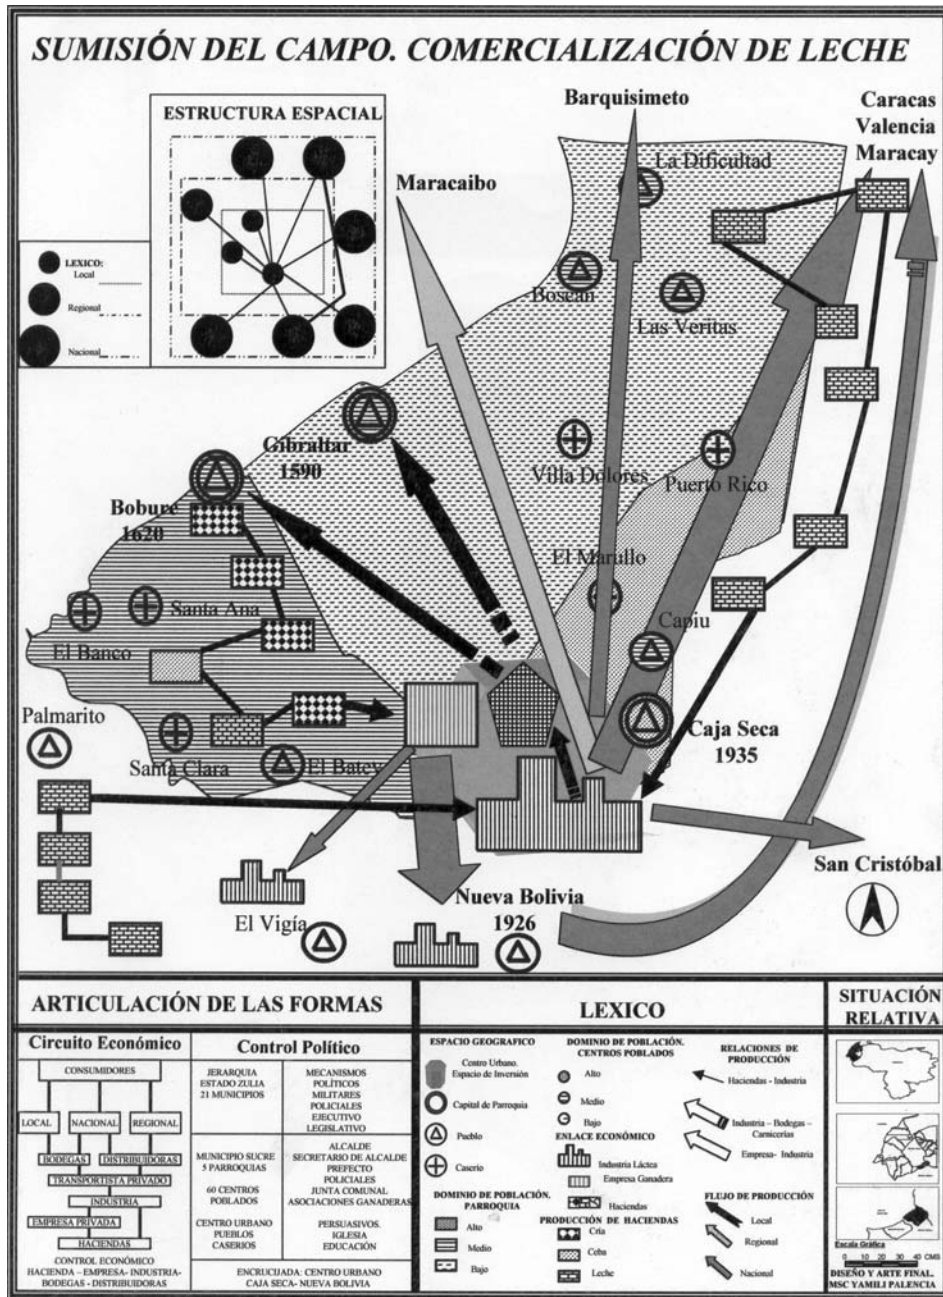 SUMISIÓN DEL CAMPO. COMERCIALIZACIÓN DE LECHE
ESTRUCTURA ESPACIAL
LEXICO:
Local
Regional
Nacional
Maracaibo
Barquisimeto
Caracas
Valencia
Maracay
La Dificultad
Boscán
Las Veritas
Gibraltar
1590
Villa Dolores
Puerto Rico
Bobure
1620
El Marullo
Santa Ana
Capiu
El Banco
Palmarito
Caja Seca
1935
Santa Clara
El Batey
San Cristóbal
Nueva Bolivia
1926
El Vigía
ARTICULACIÓN DE LAS FORMAS
Circuito Económico
CONSUMIDORES
LOCAL
NACIONAL
REGIONAL
BODEGAS
DISTRIBUIDORAS
TRANSPORTISTA PRIVADO
INDUSTRIA
EMPRESA PRIVADA
HACIENDAS
CONTROL ECONÓMICO
HACIENDA – EMPRESA- INDUSTRIA-
BODEGAS - DISTRIBUIDORAS
Control Político
JERARQUIA
ESTADO ZULIA
21 MUNICIPIOS
MECANISMOS
POLÍTICOS
MILITARES
POLICIALES
EJECUTIVO
LEGISLATIVO
MUNICIPIO SUCRE
5 PARROQUIAS
60 CENTROS
POBLADOS
CENTRO URBANO
PUEBLOS
CASERIOS
ALCALDE
SECRETARIO DE ALCALDE
PREFECTO
POLICIALES
JUNTA COMUNAL
ASOCIACIONES GANADERAS
PERSUASIVOS.
IGLESIA
EDUCACIÓN
ENCRUCIJADA: CENTRO URBANO
CAJA SECA- NUEVA BOLIVIA
LEXICO
ESPACIO GEOGRAFICO
Centro Urbano.
Espacio de Inversión
Capital de Parroquia
Pueblo
Caserío
DOMINIO DE POBLACIÓN.
PARROQUIA
Alto
Medio
Bajo
DOMINIO DE POBLACIÓN.
CENTROS POBLADOS
Alto
Medio
Bajo
ENLACE ECONÓMICO
Industria Láctea
Empresa Ganadera
Haciendas
PRODUCCIÓN DE HACIENDAS
Cría
Ceba
Leche
RELACIONES DE
PRODUCCIÓN
Haciendas - Industria
Industria – Bodegas –
Carnicerías
Empresa- Industria
FLUJO DE PRODUCCIÓN
Local
Regional
Nacional
SITUACIÓN
RELATIVA
Escala Gráfica
0 10 20 30 40 CMS
DISEÑO Y ARTE FINAL.
MSC YAMILI PALENCIA